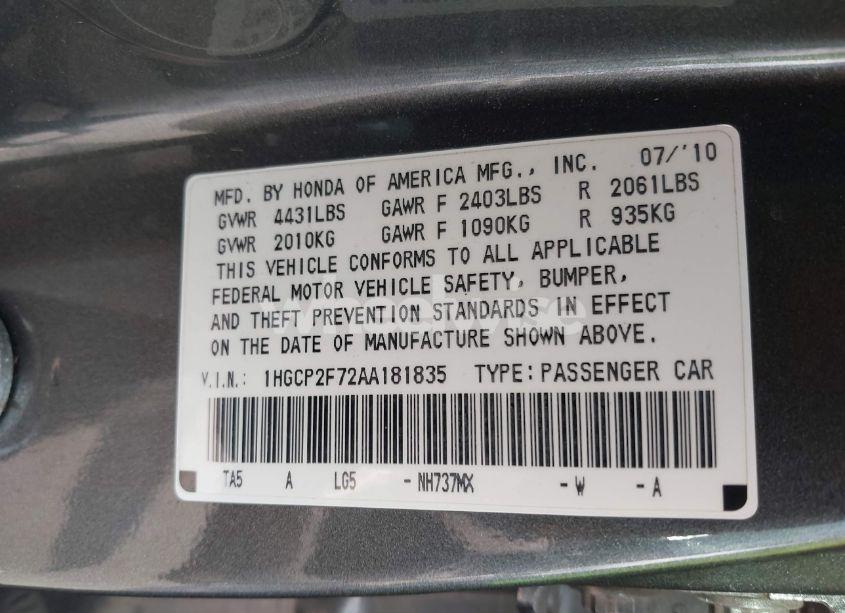 MFD. BY HONDA OF AMERICA MFG., INC. 07/'10
GVWR 4431LBS GAWR F 2403LBS R 2061LBS
GVWR 2010KG GAWR F 1090KG R 935KG
THIS VEHICLE CONFORMS TO ALL APPLICABLE
FEDERAL MOTOR VEHICLE SAFETY, BUMPER,
AND THEFT PREVENTION STANDARDS IN EFFECT
ON THE DATE OF MANUFACTURE SHOWN ABOVE.
V.I.N.: 1HGCP2F72AA181835 TYPE:PASSENGER CAR
TA5 A LG5 -NH737MX -W -A